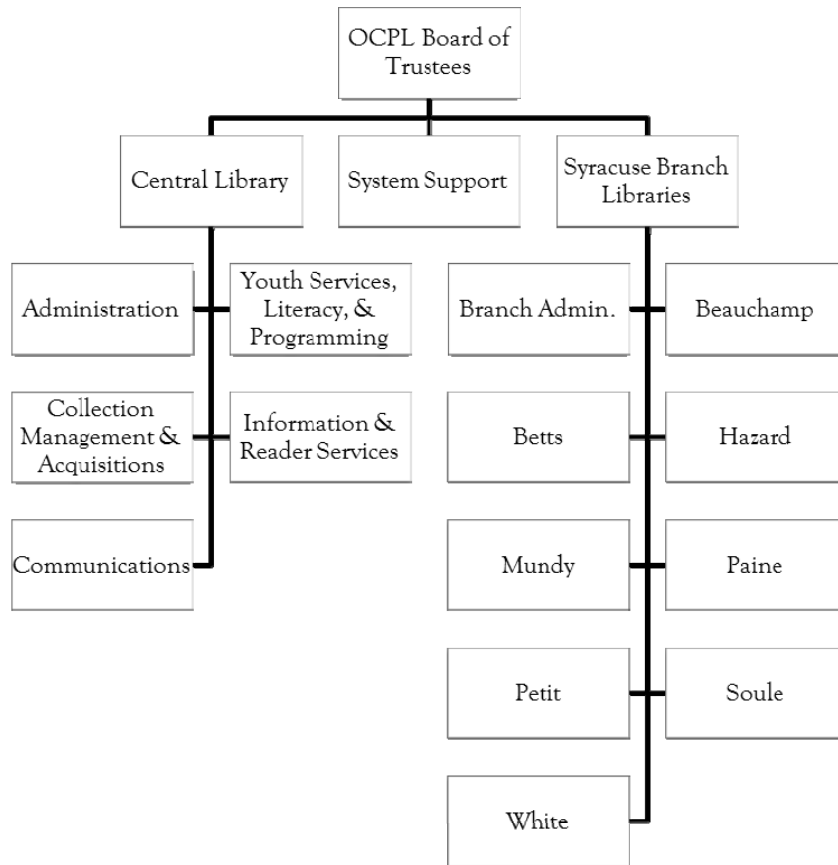 OCPL Board of
Trustees
Central Library
System Support
Syracuse Branch
Libraries
Administration
Youth Services,
Literacy, &
Programming
Branch Admin.
Beauchamp
Collection
Management &
Acquisitions
Information &
Reader Services
Betts
Hazard
Communications
Mundy
Paine
Petit
Soule
White